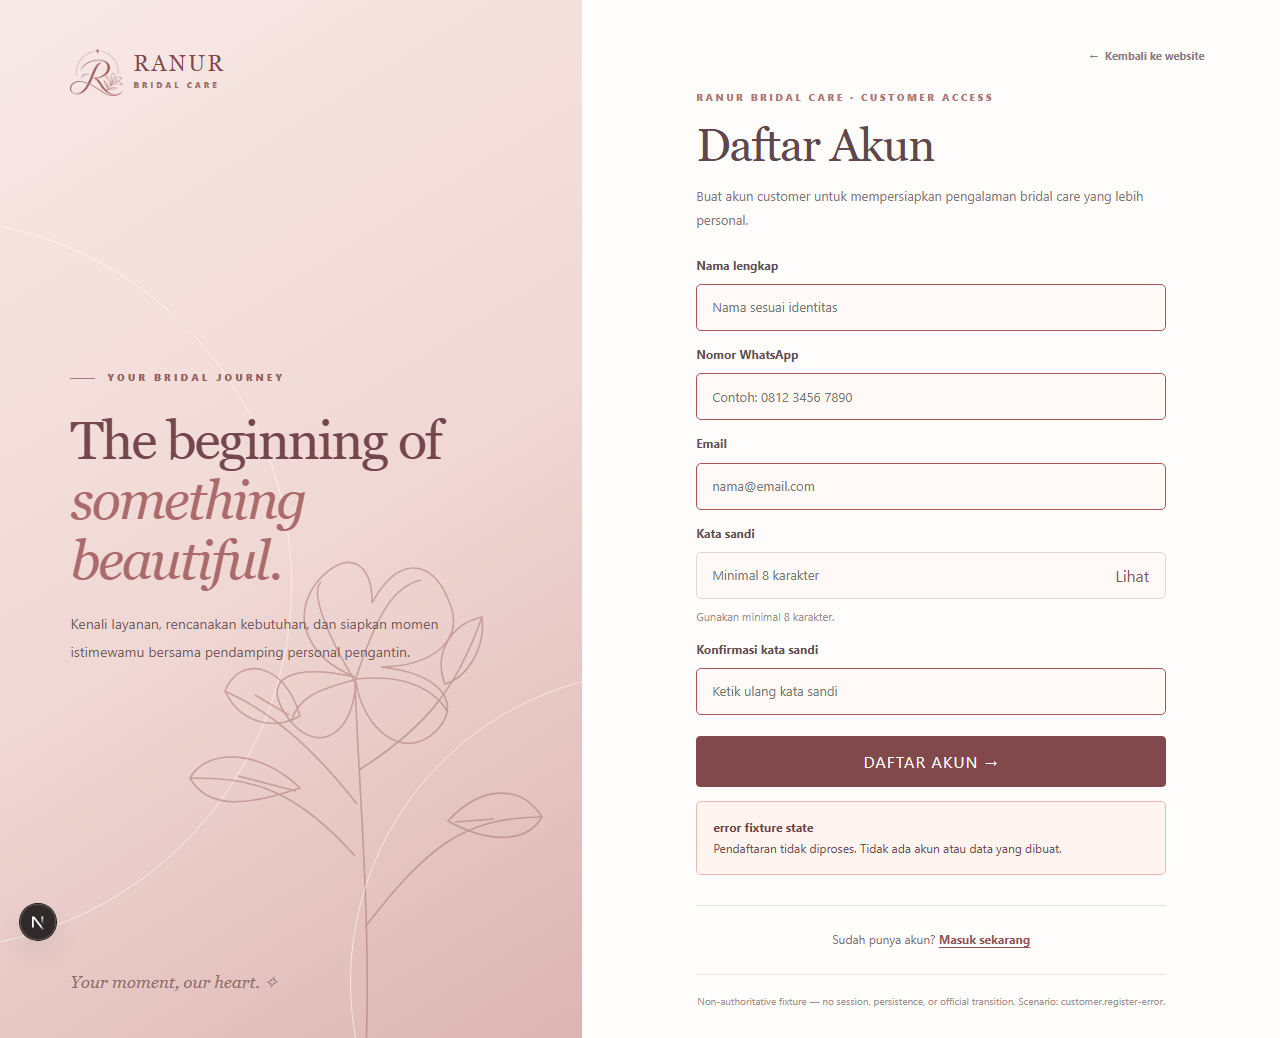 RANUR
BRIDAL CARE
YOUR BRIDAL JOURNEY
The beginning of
something
beautiful.
Kenali layanan, rencanakan kebutuhan, dan siapkan momen
istimewamu bersama pendamping personal pengantin.
N
Your moment, our heart. ✧
← Kembali ke website
RANUR BRIDAL CARE · CUSTOMER ACCESS
Daftar Akun
Buat akun customer untuk mempersiapkan pengalaman bridal care yang lebih
personal.
Nama lengkap
Nama sesuai identitas
Nomor WhatsApp
Contoh: 0812 3456 7890
Email
nama@email.com
Kata sandi
Minimal 8 karakter
Lihat
Gunakan minimal 8 karakter.
Konfirmasi kata sandi
Ketik ulang kata sandi
DAFTAR AKUN →
error fixture state
Pendaftaran tidak diproses. Tidak ada akun atau data yang dibuat.
Sudah punya akun? Masuk sekarang
Non-authoritative fixture — no session, persistence, or official transition. Scenario: customer.register-error.